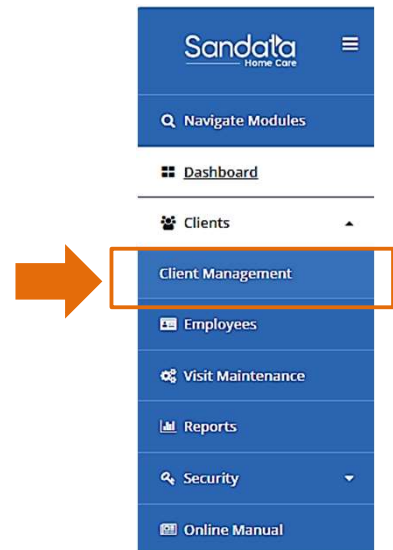 Sandata
Home Care
Navigate Modules
Dashboard
Clients
Client Management
Employees
Visit Maintenance
Reports
Security
Online Manual